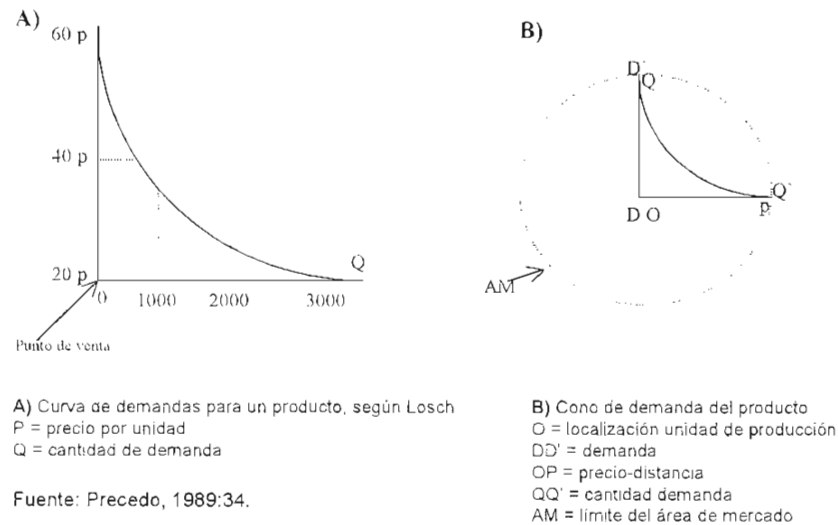 A)
60 p
40 p
20 p
Q
0 1000 2000 3000
Punto de venta
B)
D´
Q
Q´
D O
p
AM
A) Curva de demandas para un producto, según Losch
P = precio por unidad
Q = cantidad de demanda
Fuente: Precedo, 1989:34.
B) Cono de demanda del producto
O = localización unidad de producción
DD' = demanda
OP = precio-distancia
QQ' = cantidad demanda
AM = límite del área de mercado